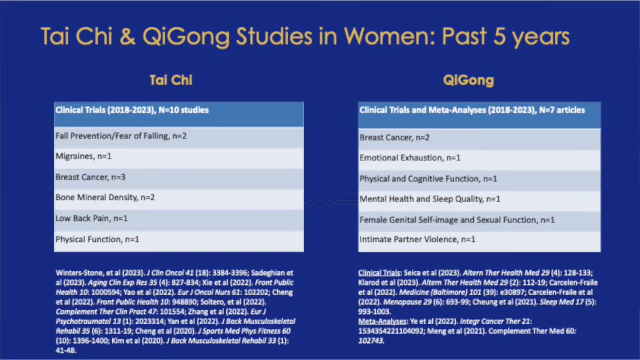 Tai Chi & QiGong Studies in Women: Past 5 years
Tai Chi
Clinical Trials (2018-2023), N=10 studies
Fall Prevention/Fear of Falling, n=2
Migraines, n=1
Breast Cancer, n=3
Bone Mineral Density, n=2
Low Back Pain, n=1
Physical Function, n=1
Winters-Stone, et al (2023). J Clin Oncol 41 (18): 3384-3396; Sadeghian
et al (2023). Aging Clin Exp Res 35 (4): 827-834; Xie et al (2022). Front Public
Health 10: 1000594; Yao et al (2022). Eur J Oncol Nurs 61: 102202; Cheng
et al (2022). Front Public Health 10: 948890; Soltero, et al (2022).
Complement Ther Clin Pract 47: 101554; Zhang et al (2022). Eur J
Psychotraumatol 13 (1): 2023314; Yan et al (2022). J Back Musculoskeletal
Rehabil 35 (6): 1311-19; Cheng et al (2020). J Sports Med Phys Fitness 60
(10): 1396-1400; Kim et al (2020). J Back Musculoskeletal Rehabil 33 (1):
41-48.
QiGong
Clinical Trials and Meta-Analyses (2018-2023), N=7 articles
Breast Cancer, n=2
Emotional Exhaustion, n=1
Physical and Cognitive Function, n=1
Mental Health and Sleep Quality, n=1
Female Genital Self-image and Sexual Function, n=1
Intimate Partner Violence, n=1
Clinical Trials: Seica et al (2023). Altern Ther Health Med 29 (4): 128-133;
Klarod et al (2023). Altern Ther Health Med 29 (2): 112-19; Carcelen-Fraile
et al (2022). Medicine (Baltimore) 101 (39): e30897; Carcelen-Fraile et al
(2022). Menopause 29 (6): 693-99; Cheung et al (2021). Sleep Med 17 (5):
993-1003.
Meta-Analyses: Ye et al (2022). Integr Cancer Ther 21:
1534354221104092; Meng et al (2021). Complement Ther Med 60:
102743.